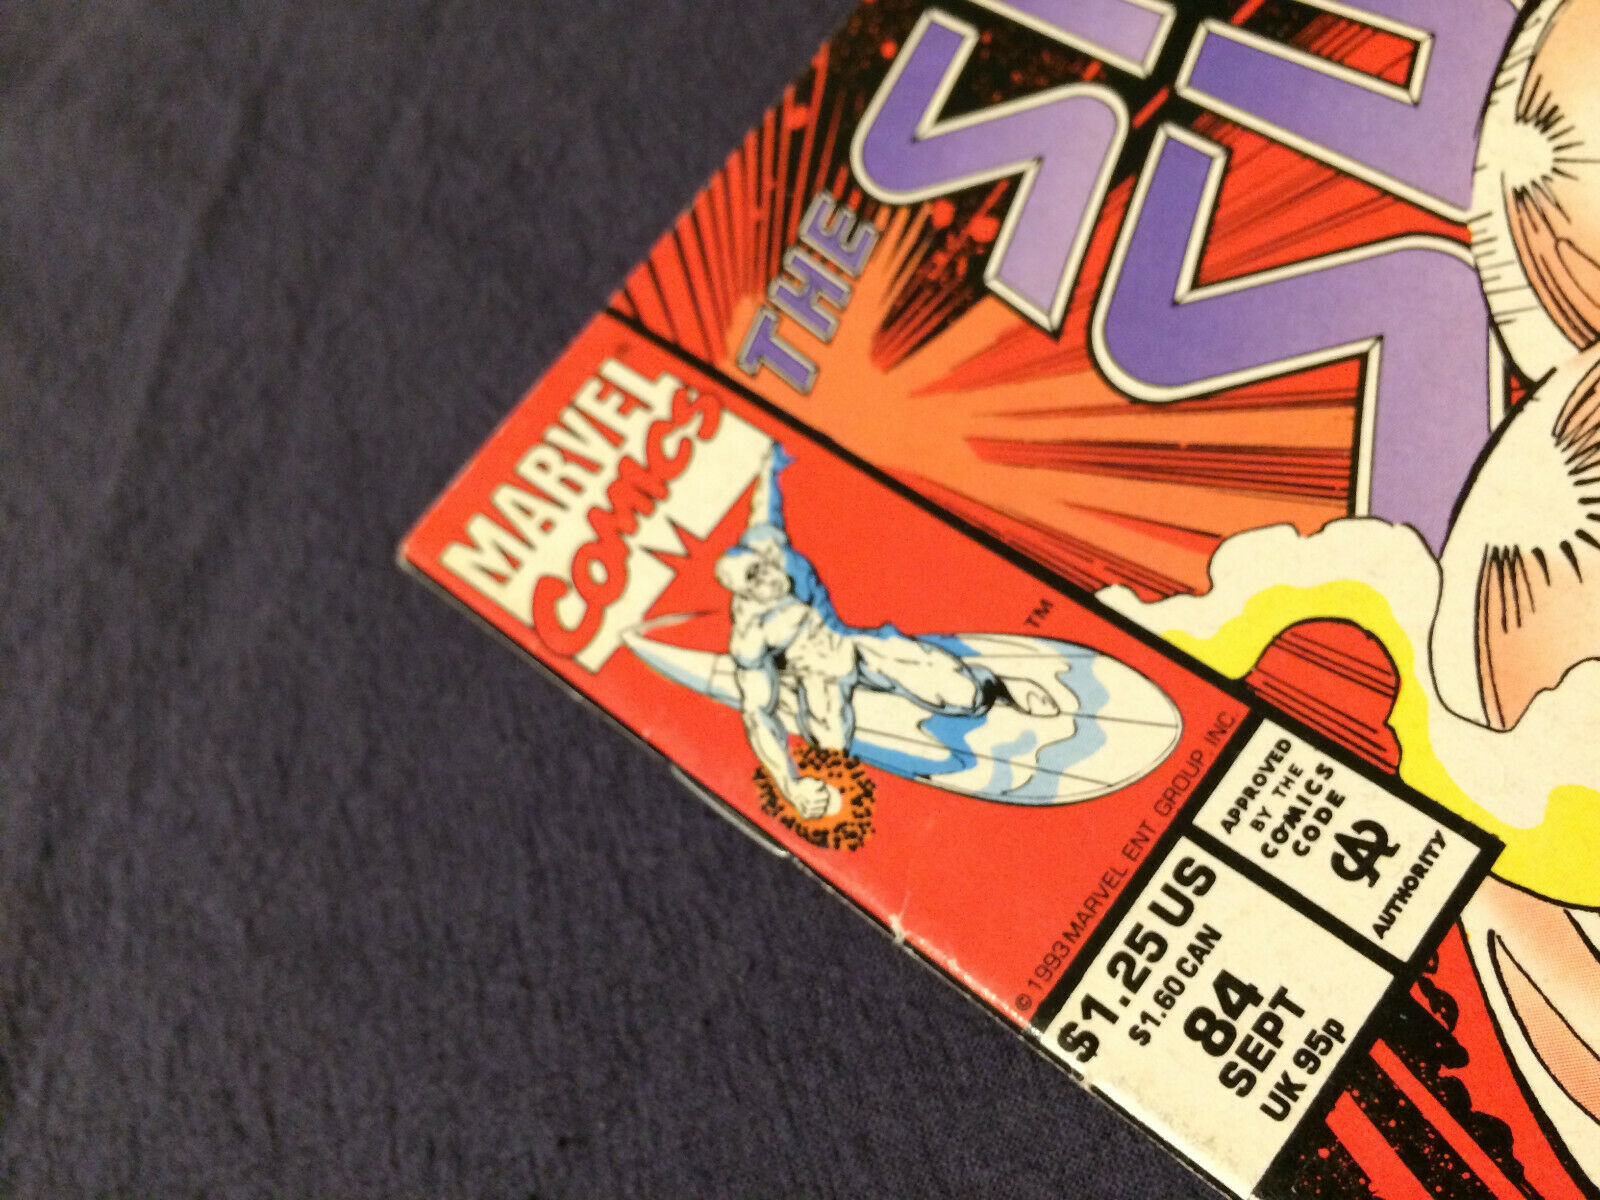 THE
S
S
MARVEL
COMICS
TM
© 1993 MARVEL ENT. GROUP, INC.
APPROVED
BY THE
COMICS
CODE
CA
AUTHORITY
$1.25 US
$1.60 CAN
84
SEPT
UK 95p